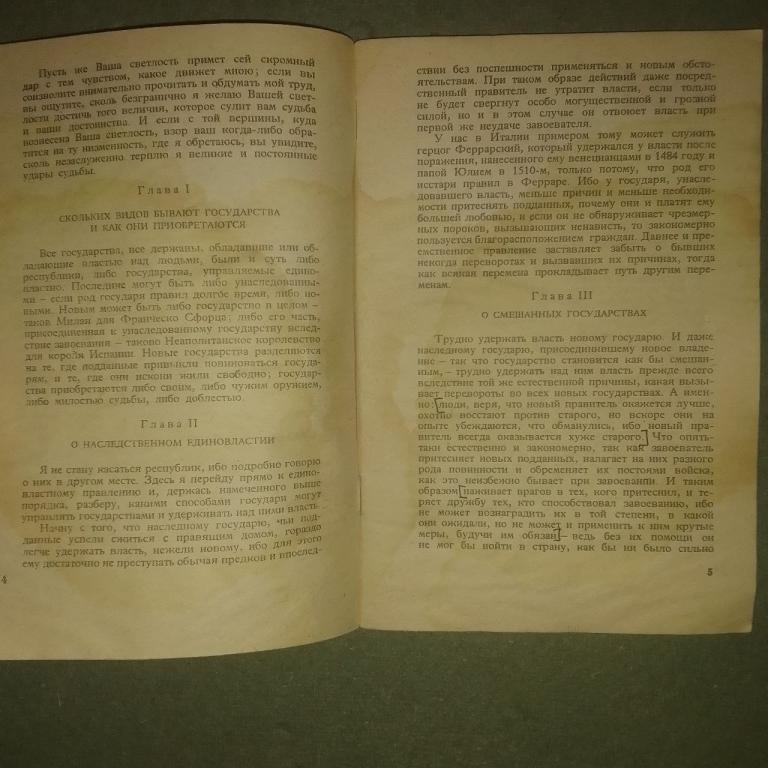 Пусть же Ваша светлость примет сей скромный
дар с тем чувством, какое движет мною; если вы
соизволите внимательно прочитать и обдумать мой труд,
вы ощутите, сколь безгранично я желаю Вашей свет-
лости достичь того величия, которое сулит вам судьба
и ваши достоинства. И если с той вершины, куда
вознесена Ваша светлость, взор ваш когда-либо обра-
тится на ту низменность, где я обретаюсь, вы увидите,
сколь незаслуженно терплю я великие и постоянные
удары судьбы.
Глава I
СКОЛЬКИХ ВИДОВ БЫВАЮТ ГОСУДАРСТВА
И КАК ОНИ ПРИОБРЕТАЮТСЯ
Все государства, все державы, обладавшие или об-
ладающие властью над людьми, были и суть либо
республики, либо государства, управляемые едино-
властно. Последние могут быть либо унаследованны-
ми – если род государя правил долгое время, либо но-
выми. Новым может быть либо государство в целом –
таков Милан для Франческо Сфорца; либо его часть,
присоединенная к унаследованному государству вслед-
ствие завоевания – таково Неаполитанское королевство
для короля Испании. Новые государства разделяются
на те, где подданные привыкли повиноваться госуда-
рям, и те, где они искони жили свободно; государ-
ства приобретаются либо своим, либо чужим оружием,
либо милостью судьбы, либо доблестью.
Глава II
О НАСЛЕДСТВЕННОМ ЕДИНОВЛАСТИИ
Я не стану касаться республик, ибо подробно говорю
о них в другом месте. Здесь я перейду прямо к едино-
властному правлению и, держась намеченного выше
порядка, разберу, какими способами государи могут
управлять государствами и удерживать над ними власть.
Начну с того, что наследному государю, чьи под-
данные успели сжиться с правящим домом, гораздо
легче удержать власть, нежели новому, ибо для этого
ему достаточно не преступать обычая предков и впослед-
4
ствии без поспешности применяться к новым обсто-
ятельствам. При таком образе действий даже посред-
ственный правитель не утратит власти, если только
не будет свергнут особо могущественной и грозной
силой, но и в этом случае он отвоюет власть при
первой же неудаче завоевателя.
У нас в Италии примером тому может служить
герцог Феррарский, который удержался у власти после
поражения, нанесенного ему венецианцами в 1484 году и
папой Юлием в 1510-м, только потому, что род его
исстари правил в Ферраре. Ибо у государя, унасле-
довавшего власть, меньше причин и меньше необходи-
мости притеснять подданных, почему они и платят ему
большей любовью, и если он не обнаруживает чрезмер-
ных пороков, вызывающих ненависть, то закономерно
пользуется благорасположением граждан. Давнее и пре-
емственное правление заставляет забыть о бывших
некогда переворотах и вызвавших их причинах, тогда
как всякая перемена прокладывает путь другим пере-
менам.
Глава III
О СМЕШАННЫХ ГОСУДАРСТВАХ
Трудно удержать власть новому государю. И даже
наследному государю, присоединившему новое владе-
ние – так что государство становится как бы смешан-
ным, – трудно удержать над ним власть прежде всего
вследствие той же естественной причины, какая вызы-
вает перевороты во всех новых государствах. А имен-
но: [люди, веря, что новый правитель окажется лучше,
охотно восстают против старого, но вскоре они на
опыте убеждаются, что обманулись, ибо новый пра-
витель всегда оказывается хуже старого.] Что опять-
таки естественно и закономерно, так как завоеватель
притесняет новых подданных, налагает на них разного
рода повинности и обременяет их постоями войска,
как это неизбежно бывает при завоевании. И таким
образом [наживает врагов в тех, кого притеснил, и те-
ряет дружбу тех, кто способствовал завоеванию, ибо
не может вознаградить их в той степени, в какой
они ожидали, но не может и применить к ним крутые
меры, будучи им обязан] – ведь без их помощи он
не мог бы войти в страну, как бы ни было сильно
5